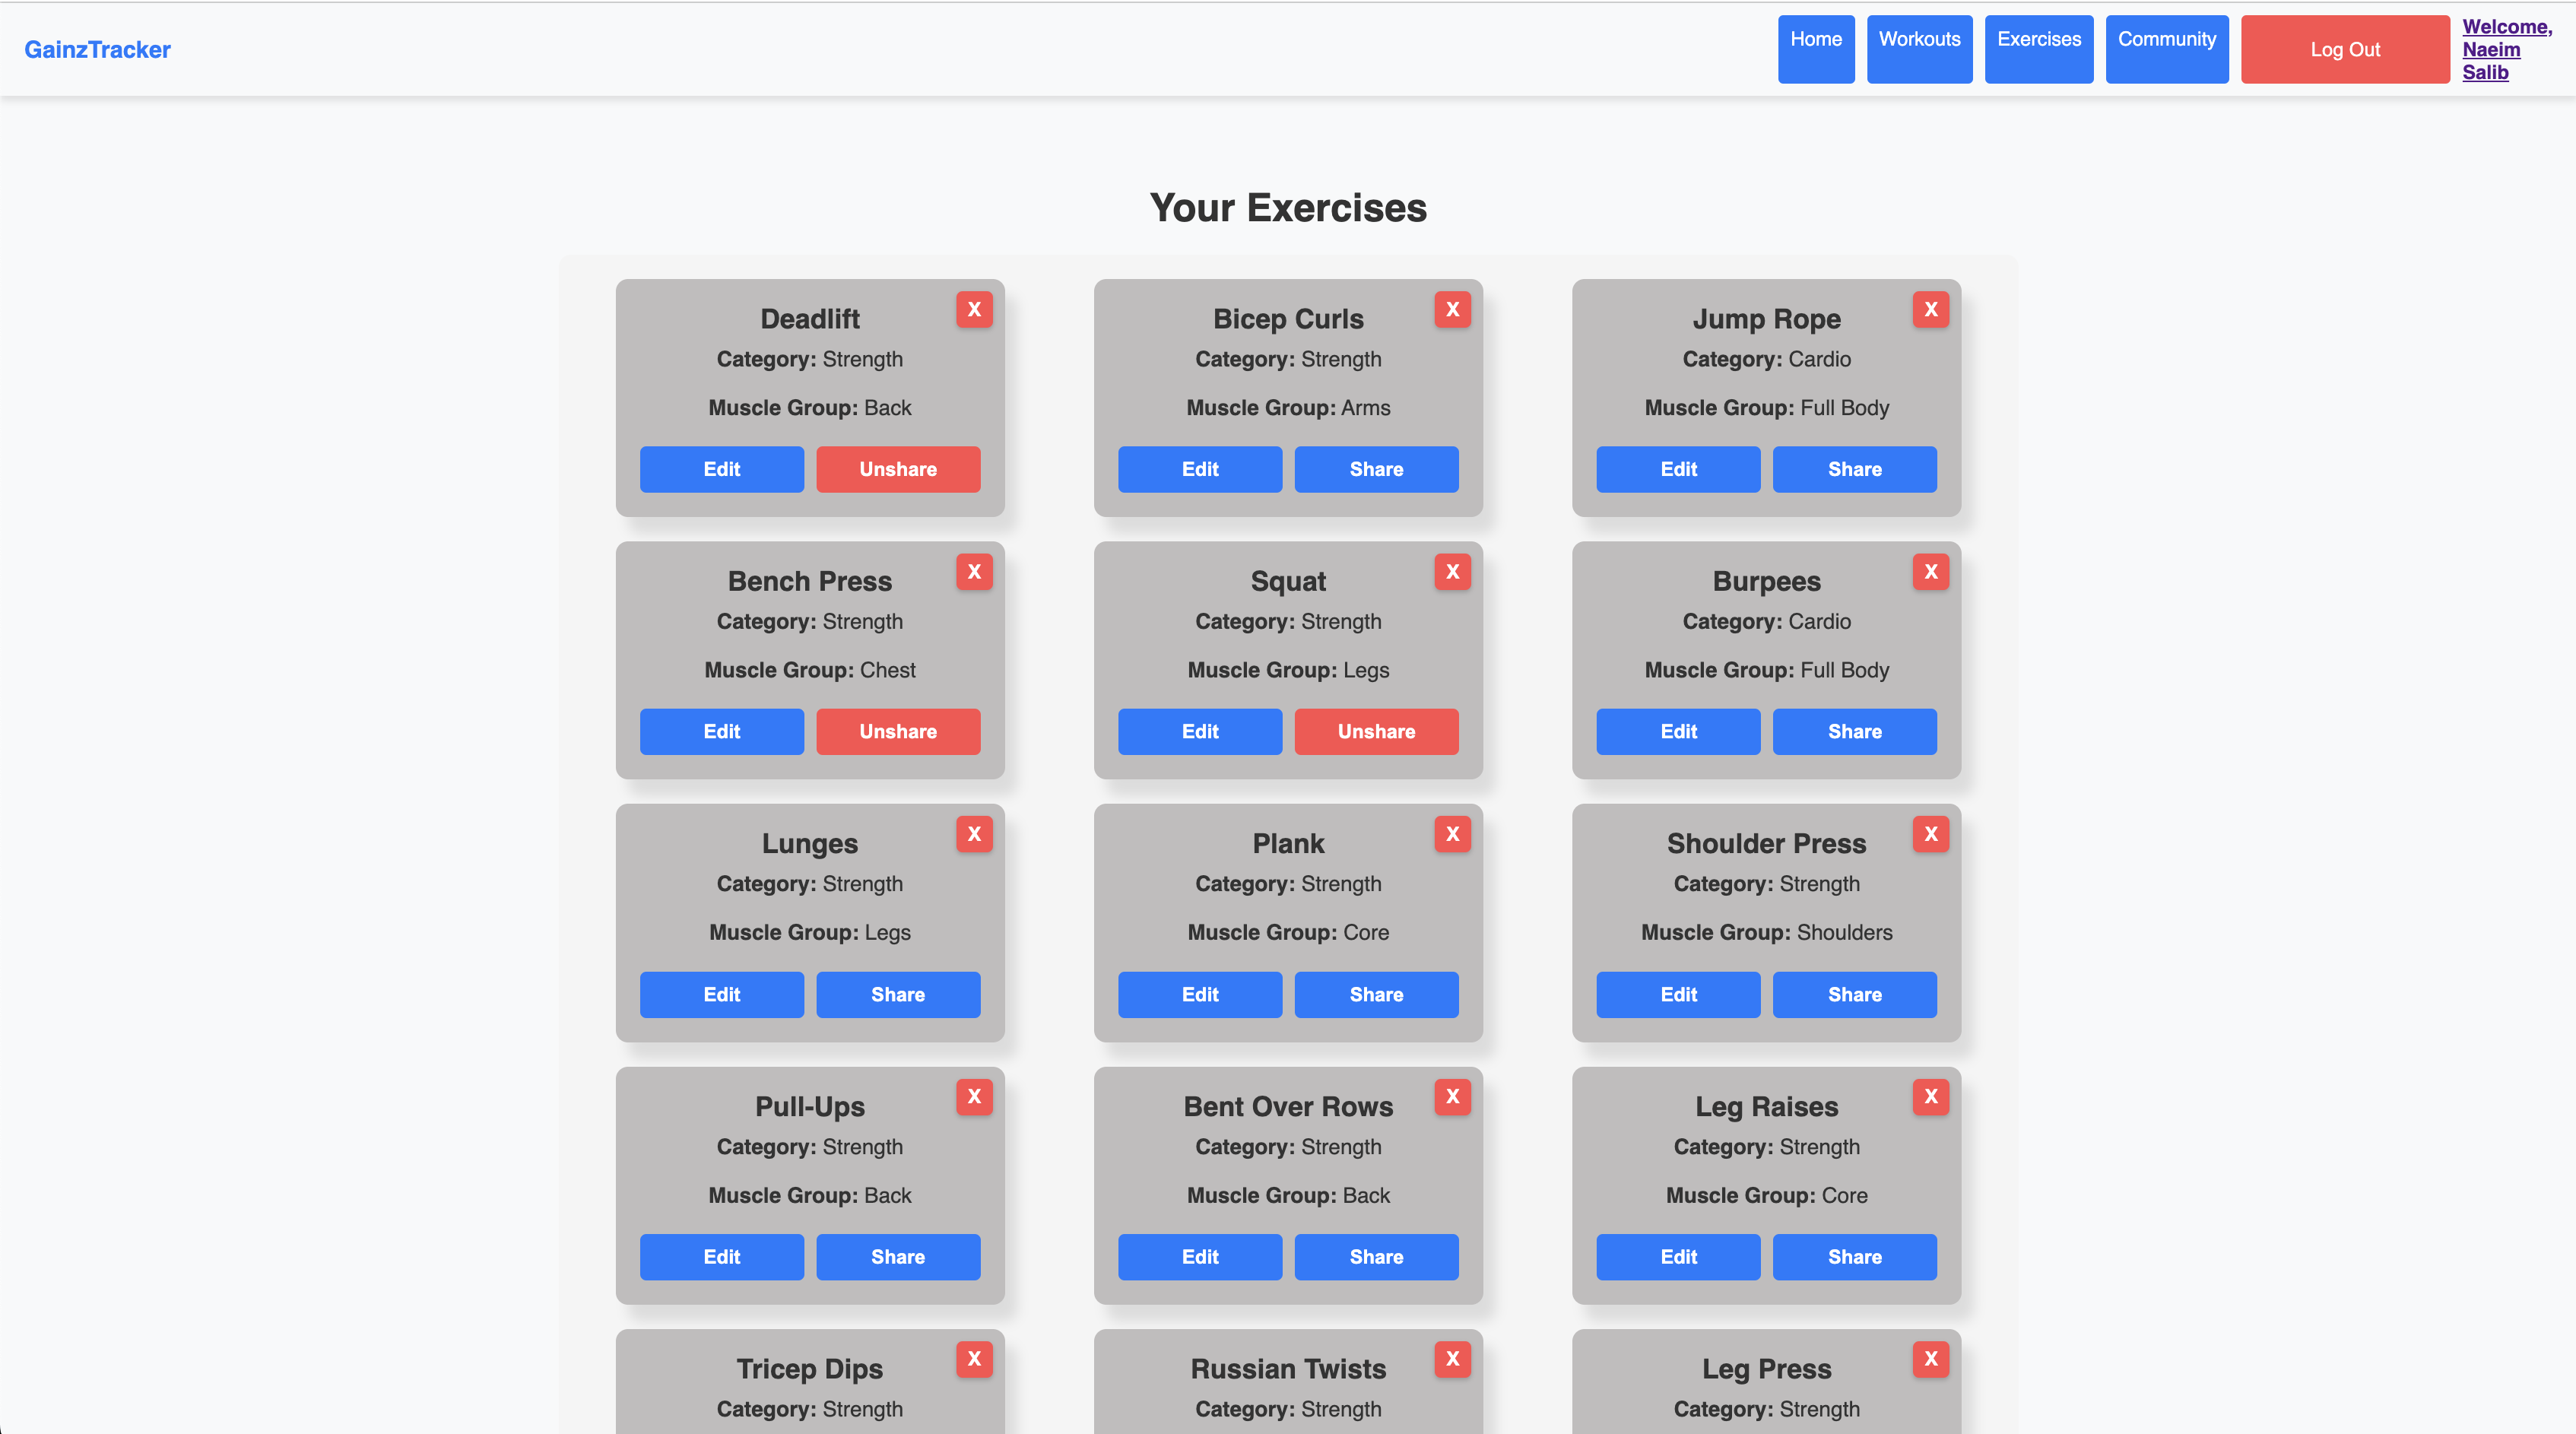 GainzTracker
Home
Workouts
Exercises
Community
Log Out
Welcome,
Naeim
Salib
Your Exercises
Deadlift
X
Category: Strength
Muscle Group: Back
Edit
Unshare
Bicep Curls
X
Category: Strength
Muscle Group: Arms
Edit
Share
Jump Rope
X
Category: Cardio
Muscle Group: Full Body
Edit
Share
Bench Press
X
Category: Strength
Muscle Group: Chest
Edit
Unshare
Squat
X
Category: Strength
Muscle Group: Legs
Edit
Unshare
Burpees
X
Category: Cardio
Muscle Group: Full Body
Edit
Share
Lunges
X
Category: Strength
Muscle Group: Legs
Edit
Share
Plank
X
Category: Strength
Muscle Group: Core
Edit
Share
Shoulder Press
X
Category: Strength
Muscle Group: Shoulders
Edit
Share
Pull-Ups
X
Category: Strength
Muscle Group: Back
Edit
Share
Bent Over Rows
X
Category: Strength
Muscle Group: Back
Edit
Share
Leg Raises
X
Category: Strength
Muscle Group: Core
Edit
Share
Tricep Dips
X
Category: Strength
Russian Twists
X
Category: Strength
Leg Press
X
Category: Strength